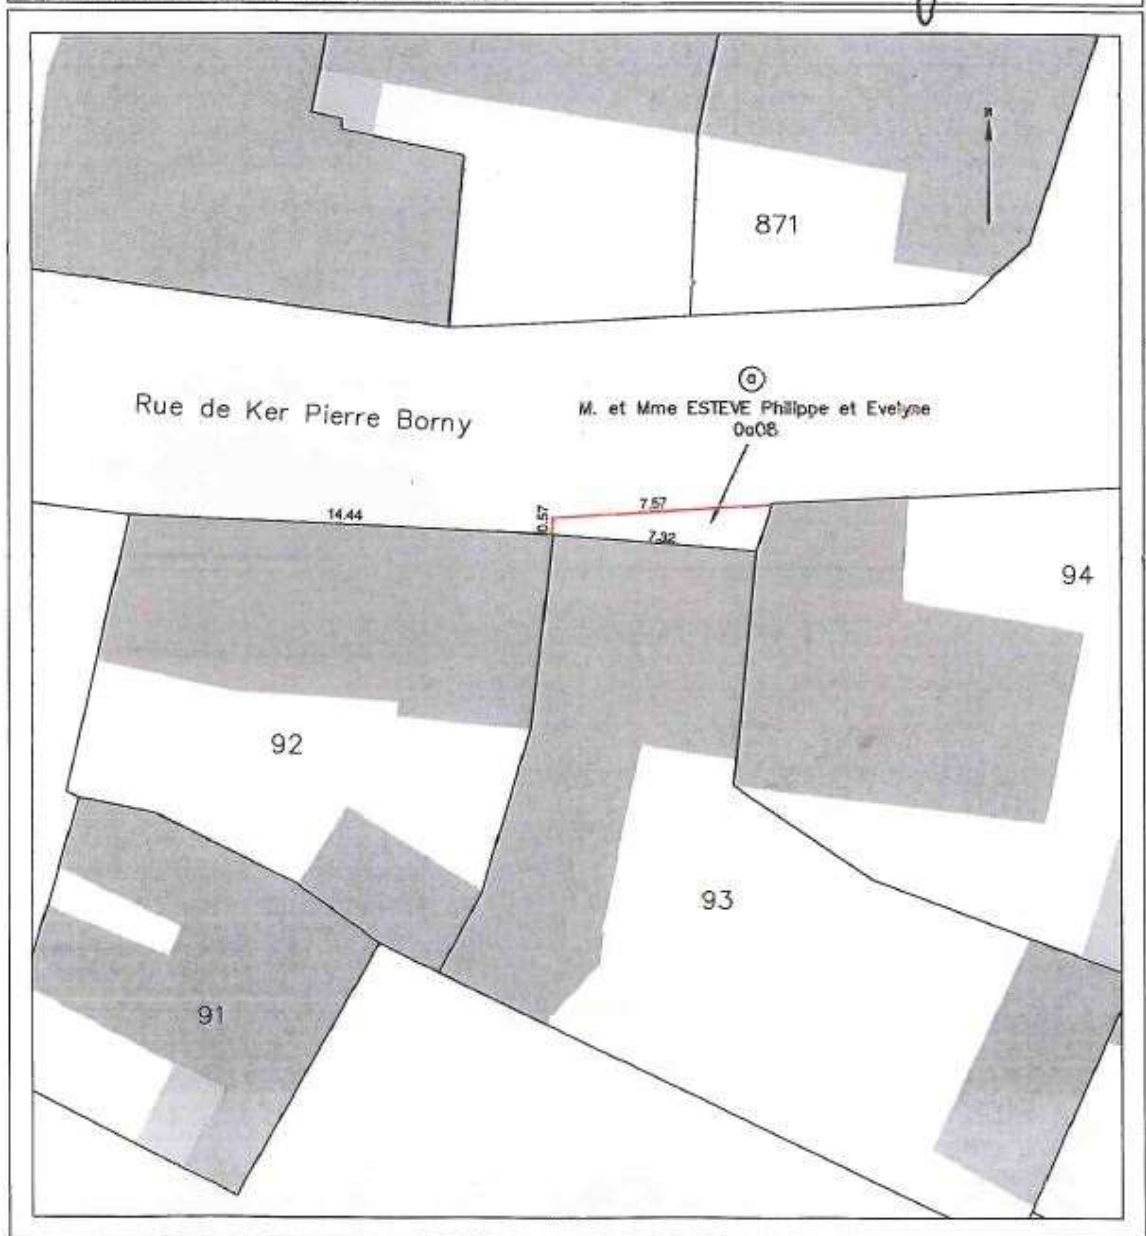 N
871
ⓐ
Rue de Ker Pierre Borny
M. et Mme ESTEVE Philippe et Evelyne
0a08
14.44
0.57
7.57
7.32
94
92
93
91